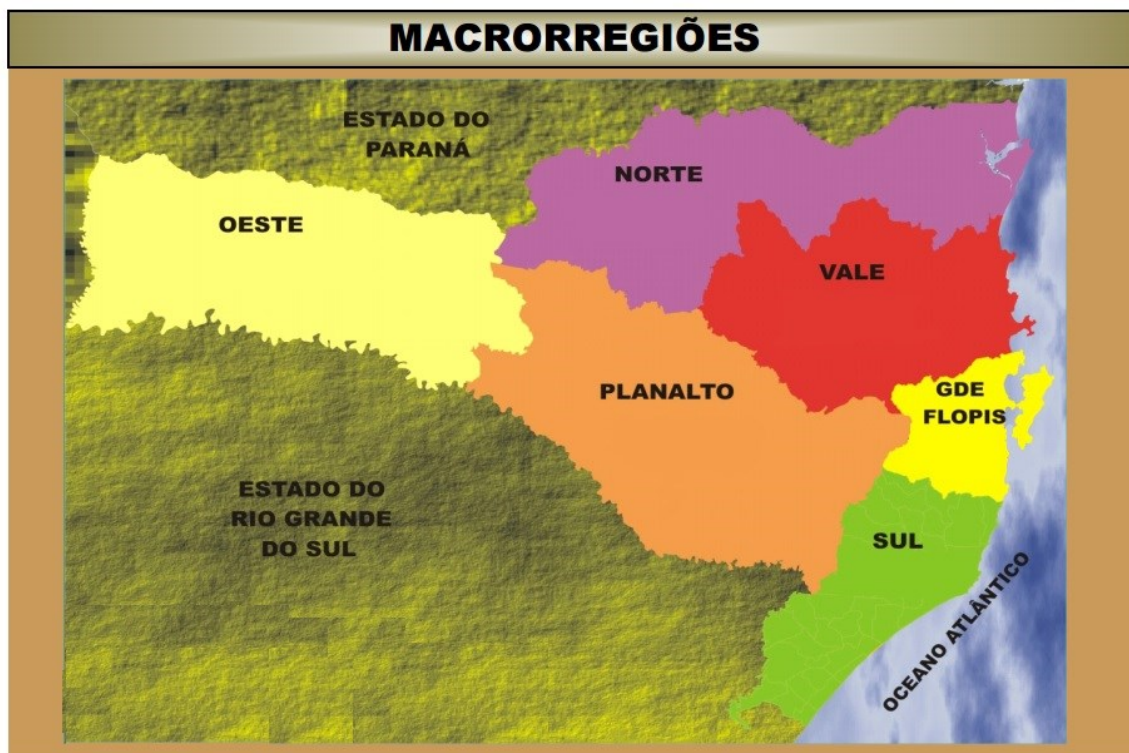 MACRORREGIÕES
ESTADO DO
PARANÁ
NORTE
OESTE
VALE
PLANALTO
GDE
FLOPIS
ESTADO DO
RIO GRANDE
DO SUL
SUL
OCEANO ATLÂNTICO